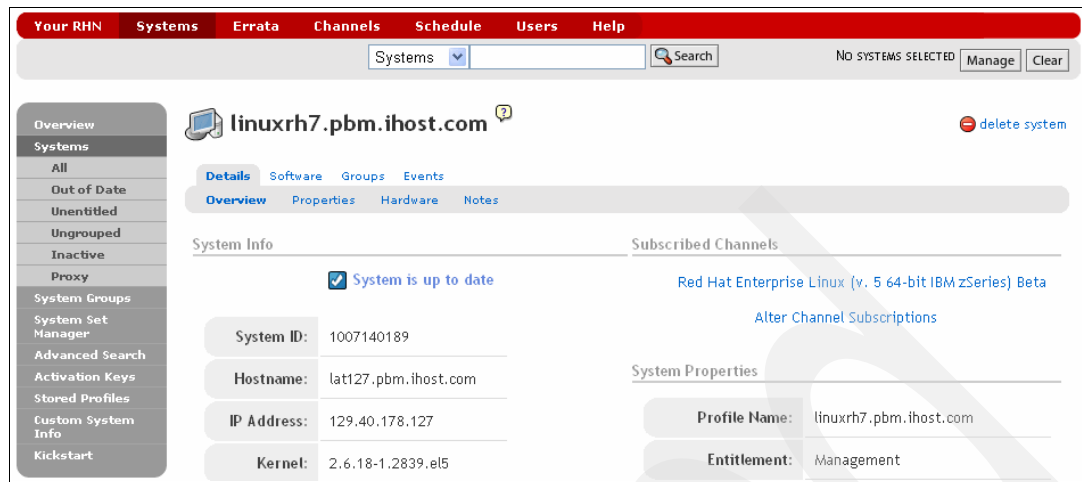 Your RHN Systems Errata Channels Schedule Users Help
Systems Search NO SYSTEMS SELECTED Manage Clear
Overview
Systems
All
Out of Date
Unentitled
Ungrouped
Inactive
Proxy
System Groups
System Set
Manager
Advanced Search
Activation Keys
Stored Profiles
Custom System
Info
Kickstart
linuxrh7.pbm.ihost.com ?
delete system
Details Software Groups Events
Overview Properties Hardware Notes
System Info
System is up to date
System ID: 1007140189
Hostname: lat127.pbm.ihost.com
IP Address: 129.40.178.127
Kernel: 2.6.18-1.2839.el5
Subscribed Channels
Red Hat Enterprise Linux (v. 5 64-bit IBM zSeries) Beta
Alter Channel Subscriptions
System Properties
Profile Name: linuxrh7.pbm.ihost.com
Entitlement: Management